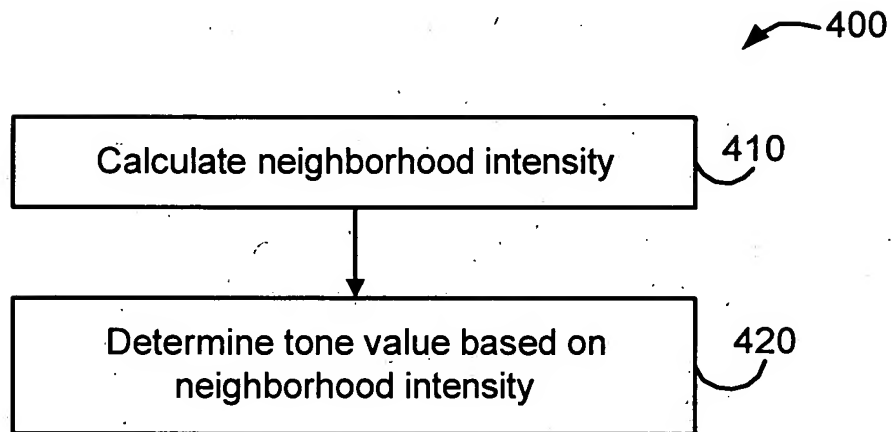 400
Calculate neighborhood intensity
410
Determine tone value based on
neighborhood intensity
420